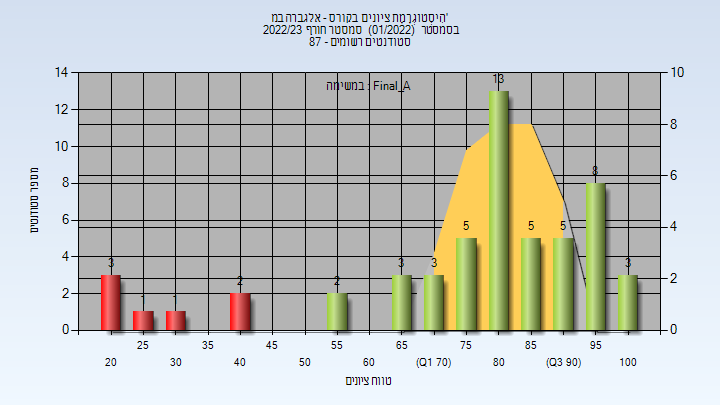 היסטוגרמת ציונים בקורס - אלגברה במ'
בסמסטר (01/2022) סמסטר חורף 2022/23
סטודנטים רשומים - 87
במשימה : Final_A
מספר סטודנטים
14 12 10 8 6 4 2 0
10 8 6 4 2 0
3 1 1 2 2 3 3 5 13 5 5 8 3
25 35 45 55 65 75 85 95
20 30 40 50 60 (Q1 70) 80 (Q3 90) 100
טווח ציונים